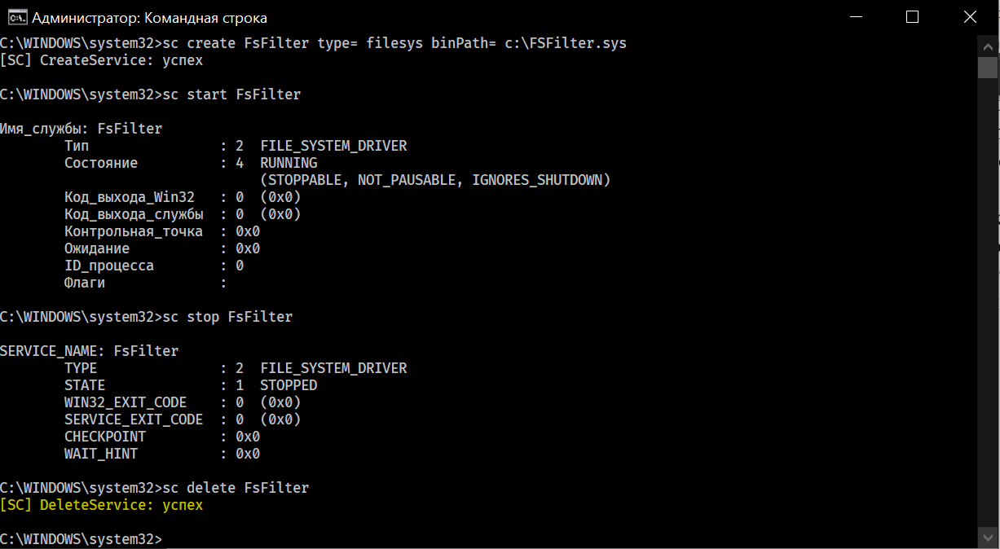 Администратор: Командная строка
C:\WINDOWS\system32>sc create FsFilter type= filesys binPath= c:\FSFilter.sys
[SC] CreateService: успех
C:\WINDOWS\system32>sc start FsFilter
Имя_службы: FsFilter
Тип : 2 FILE_SYSTEM_DRIVER
Состояние : 4 RUNNING
(STOPPABLE, NOT_PAUSABLE, IGNORES_SHUTDOWN)
Код_выхода_Win32 : 0 (0x0)
Код_выхода_службы : 0 (0x0)
Контрольная_точка : 0x0
Ожидание : 0x0
ID_процесса : 0
Флаги :
C:\WINDOWS\system32>sc stop FsFilter
SERVICE_NAME: FsFilter
TYPE : 2 FILE_SYSTEM_DRIVER
STATE : 1 STOPPED
WIN32_EXIT_CODE : 0 (0x0)
SERVICE_EXIT_CODE : 0 (0x0)
CHECKPOINT : 0x0
WAIT_HINT : 0x0
C:\WINDOWS\system32>sc delete FsFilter
[SC] DeleteService: успех
C:\WINDOWS\system32>